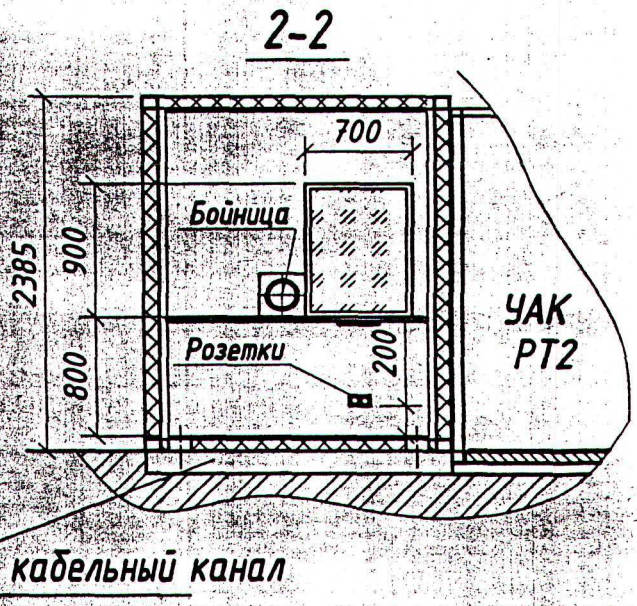 2-2
700
Бойница
2385
900
800
Розетки
200
УАК
РТ2
кабельный канал